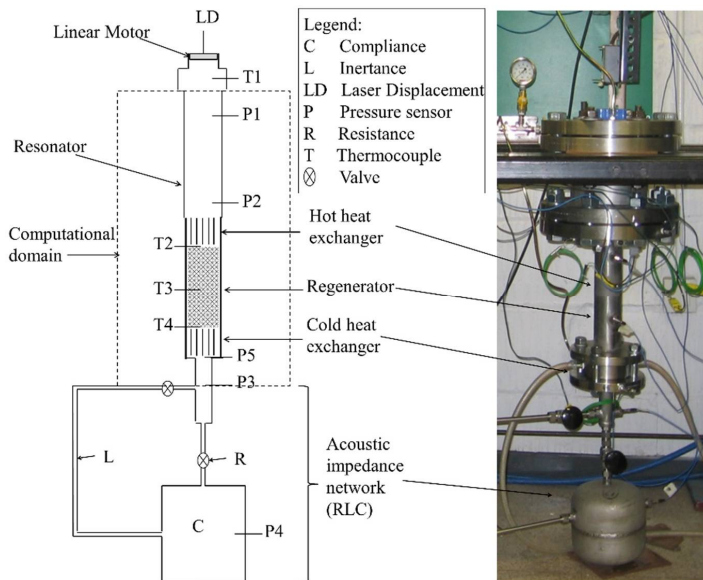 LD
Linear Motor
T1
P1
Resonator
P2
Computational
domain
T2
T3
T4
P5
P3
L
R
C
P4
Legend:
C Compliance
L Inertance
LD Laser Displacement
P Pressure sensor
R Resistance
T Thermocouple
Valve
Hot heat
exchanger
Regenerator
Cold heat
exchanger
Acoustic
impedance
network
(RLC)